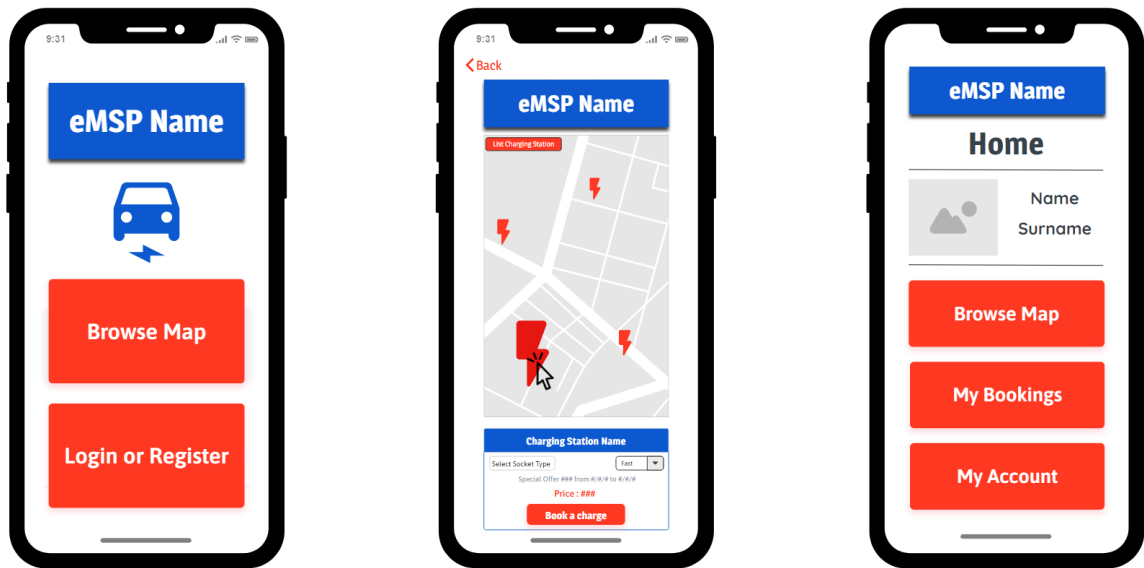 9:31
eMSP Name
Browse Map
Login or Register
9:31
Back
eMSP Name
List Charging Station
Charging Station Name
Select Socket Type
Fast
Special Offer ### from #/#/# to #/#/#
Price : ###
Book a charge
eMSP Name
Home
Name
Surname
Browse Map
My Bookings
My Account